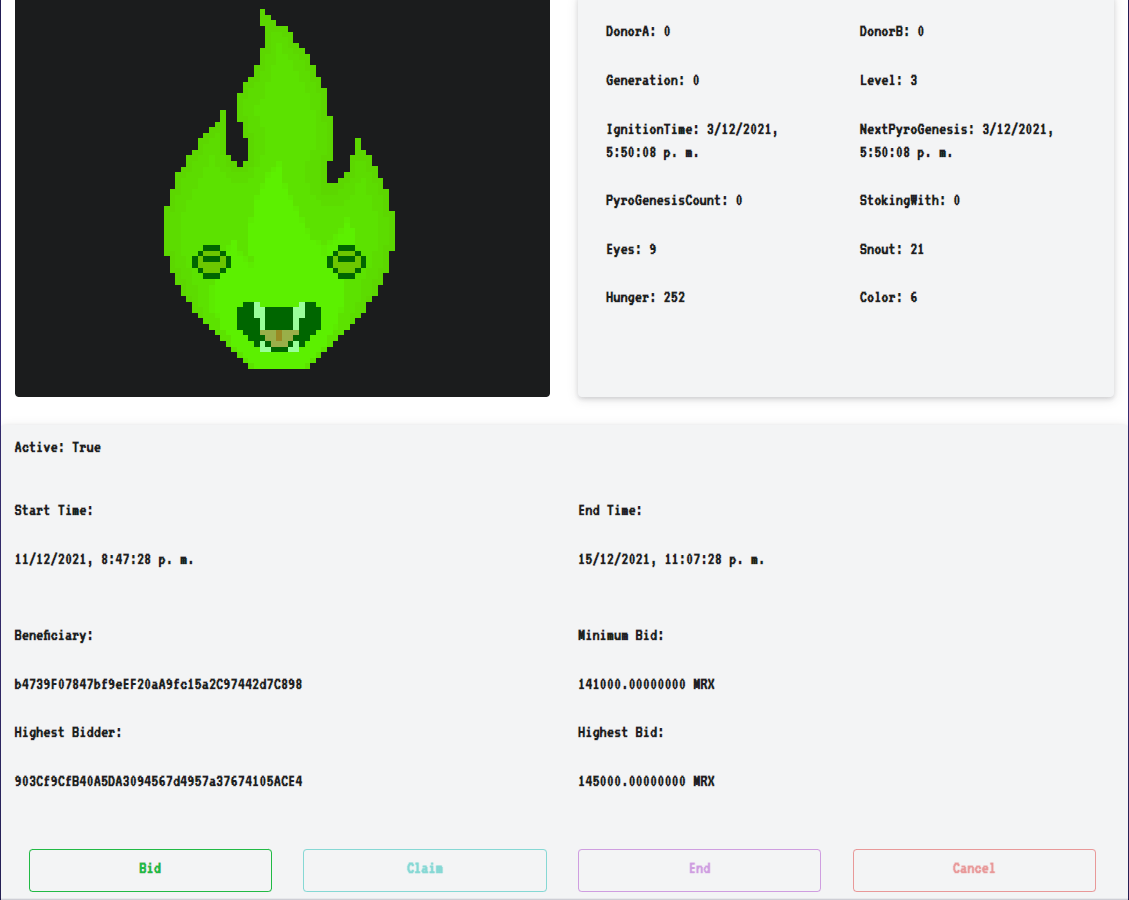 DonorA: 0
DonorB: 0
Generation: 0
Level: 3
IgnitionTime: 3/12/2021,
5:50:08 p. m.
NextPyroGenesis: 3/12/2021,
5:50:08 p. m.
PyroGenesisCount: 0
StokingWith: 0
Eyes: 9
Snout: 21
Hunger: 252
Color: 6
Active: True
Start Time:
End Time:
11/12/2021, 8:47:28 p. m.
15/12/2021, 11:07:28 p. m.
Beneficiary:
Minimum Bid:
b4739F07847bf9eEF20aA9fc15a2C97442d7C898
141000.00000000 MRX
Highest Bidder:
Highest Bid:
903Cf9CfB40A5DA3094567d4957a37674105ACE4
145000.00000000 MRX
Bid
Claim
End
Cancel